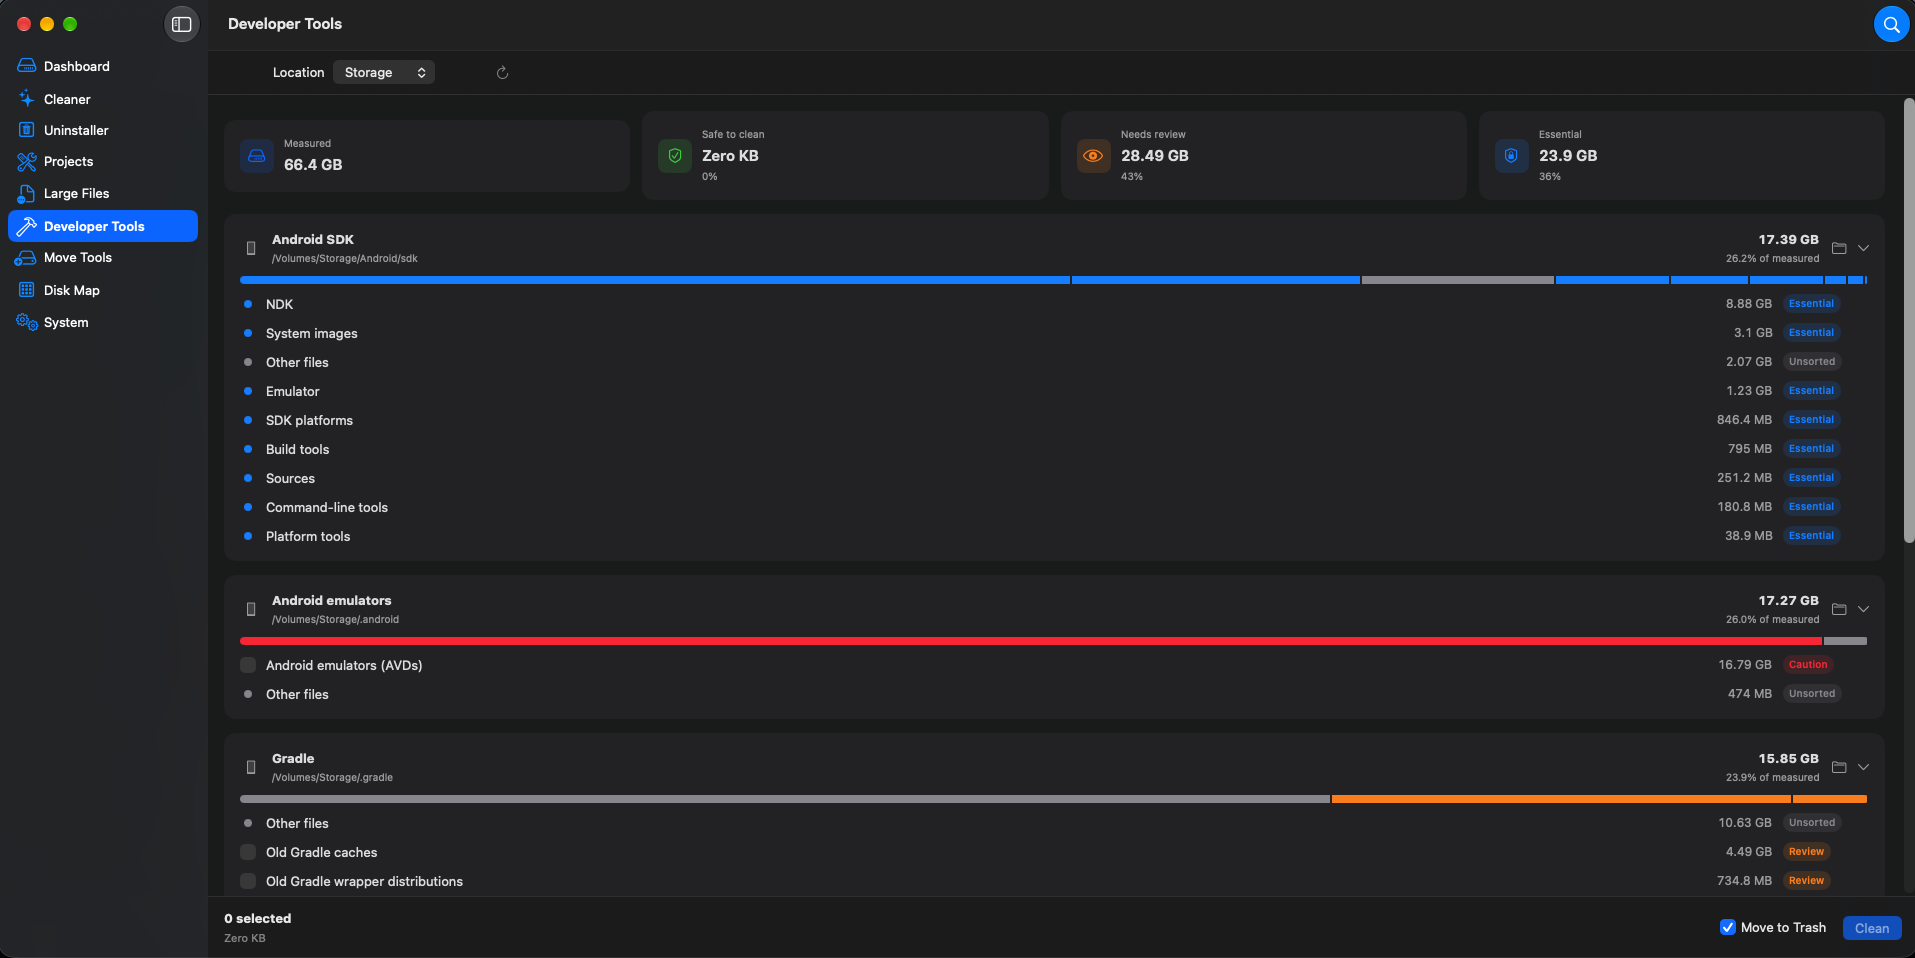 Developer Tools
Dashboard
Cleaner
Uninstaller
Projects
Large Files
Developer Tools
Move Tools
Disk Map
System
Location Storage
Measured
66.4 GB
Safe to clean
Zero KB
0%
Needs review
28.49 GB
43%
Essential
23.9 GB
36%
Android SDK 17.39 GB
/Volumes/Storage/Android/sdk 26.2% of measured
NDK 8.88 GB Essential
System images 3.1 GB Essential
Other files 2.07 GB Unsorted
Emulator 1.23 GB Essential
SDK platforms 846.4 MB Essential
Build tools 795 MB Essential
Sources 251.2 MB Essential
Command-line tools 180.8 MB Essential
Platform tools 38.9 MB Essential
Android emulators 17.27 GB
/Volumes/Storage/.android 26.0% of measured
Android emulators (AVDs) 16.79 GB Caution
Other files 474 MB Unsorted
Gradle 15.85 GB
/Volumes/Storage/.gradle 23.9% of measured
Other files 10.63 GB Unsorted
Old Gradle caches 4.49 GB Review
Old Gradle wrapper distributions 734.8 MB Review
0 selected
Zero KB
Move to Trash Clean